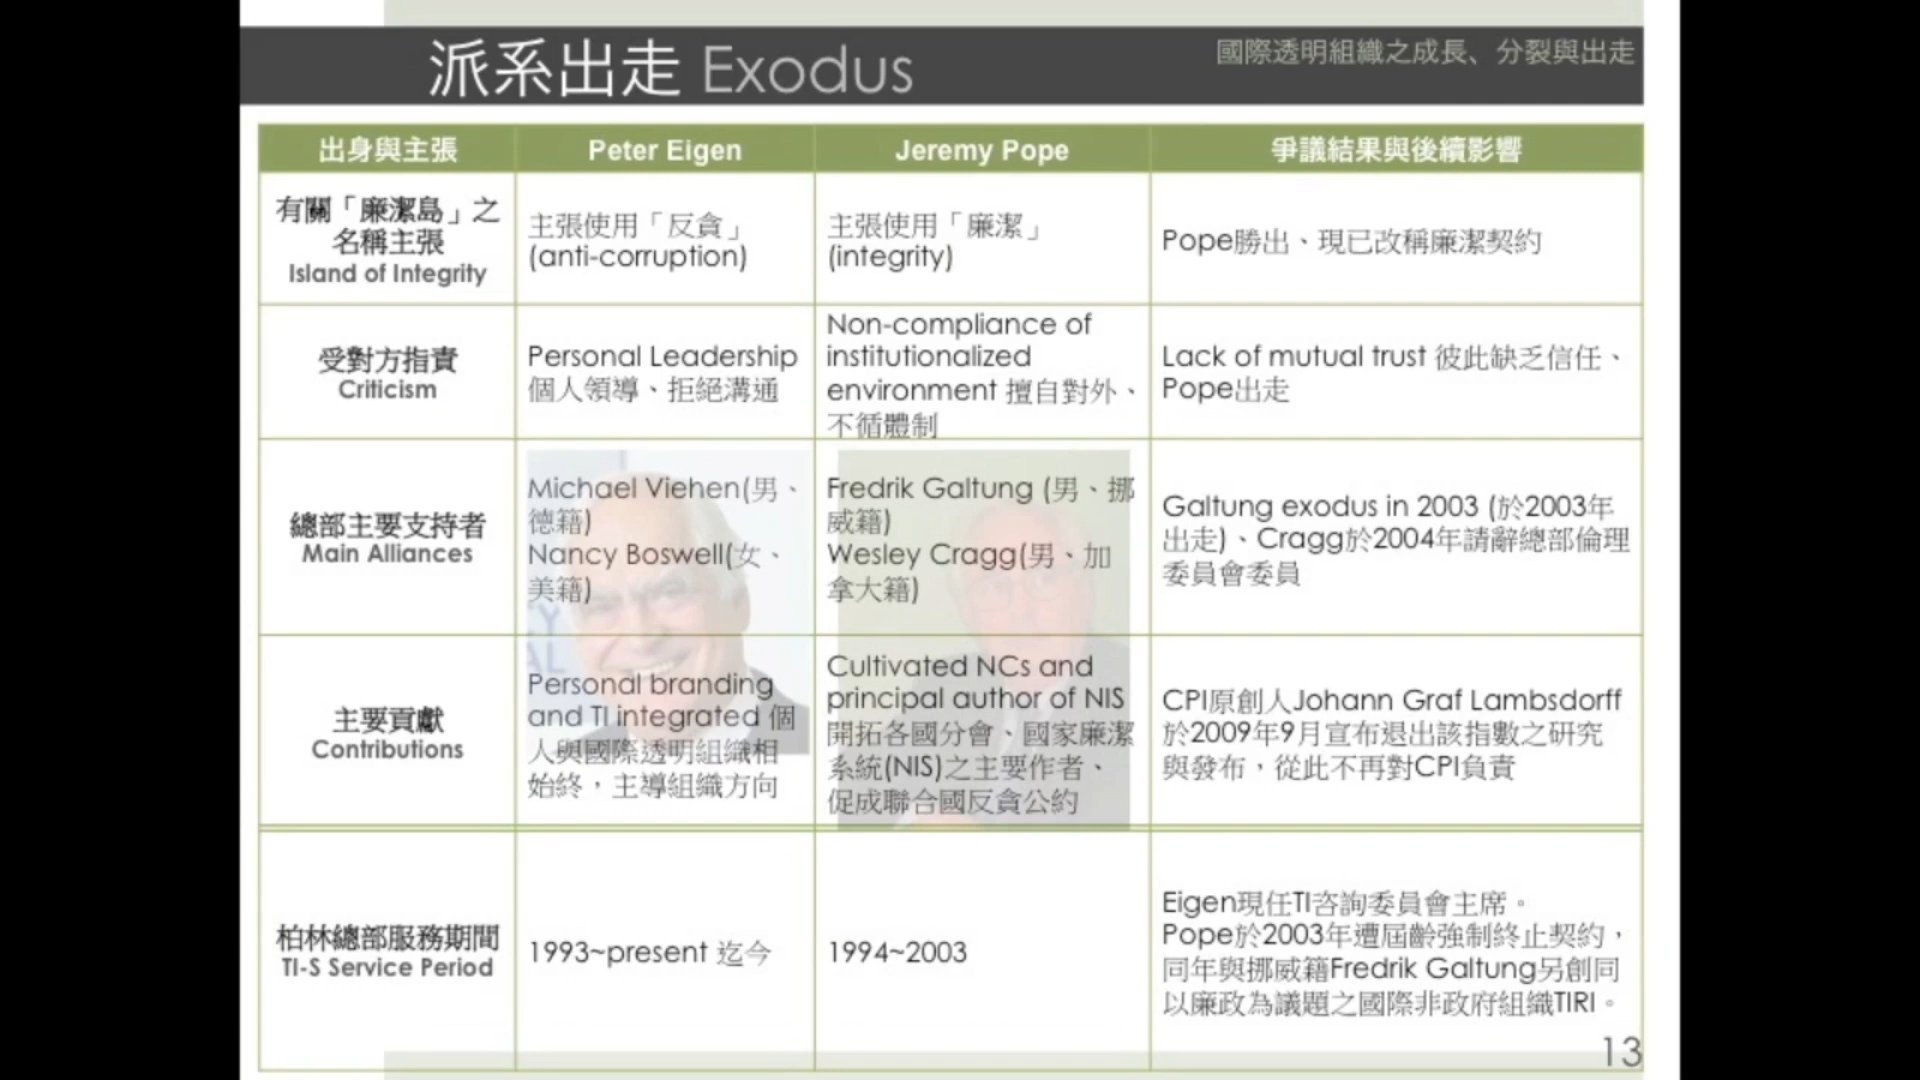 派系出走 Exodus
國際透明組織之成長、分裂與出走
出身與主張
Peter Eigen
Jeremy Pope
爭議結果與後續影響
有關「廉潔島」之
名稱主張
Island of Integrity
主張使用「反貪」
(anti-corruption)
主張使用「廉潔」
(integrity)
Pope勝出、現已改稱廉潔契約
受對方指責
Criticism
Personal Leadership
個人領導、拒絕溝通
Non-compliance of
institutionalized
environment 擅自對外、
不循體制
Lack of mutual trust 彼此缺乏信任、
Pope出走
總部主要支持者
Main Alliances
Michael Viehen(男、
德籍)
Nancy Boswell(女、
美籍)
Fredrik Galtung (男、挪
威籍)
Wesley Cragg(男、加
拿大籍)
Galtung exodus in 2003 (於2003年
出走)、Cragg於2004年請辭總部倫理
委員會委員
主要貢獻
Contributions
Personal branding
and TI integrated 個
人與國際透明組織相
始終，主導組織方向
Cultivated NCs and
principal author of NIS
開拓各國分會、國家廉潔
系統(NIS)之主要作者、
促成聯合國反貪公約
CPI原創人Johann Graf Lambsdorff
於2009年9月宣布退出該指數之研究
與發布，從此不再對CPI負責
柏林總部服務期間
TI-S Service Period
1993~present 迄今
1994~2003
Eigen現任TI咨詢委員會主席。
Pope於2003年遭屆齡強制終止契約，
同年與挪威籍Fredrik Galtung另創同
以廉政為議題之國際非政府組織TIRI。
13